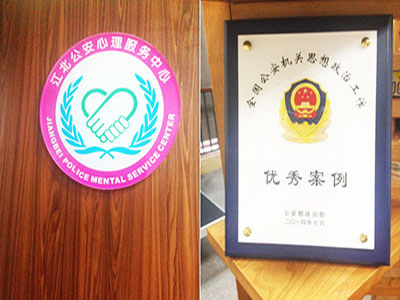 江北公安心理服务中心
JIANGBEI POLICE MENTAL SERVICE CENTER
全国公安机关思想政治工作
优秀案例
公安部政治部
二〇一四年七月